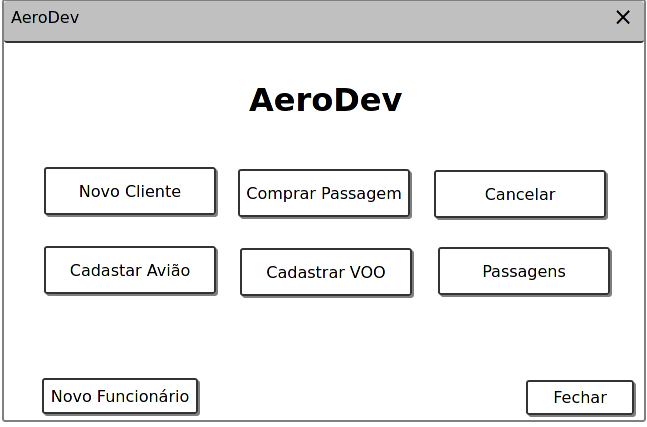 AeroDev
AeroDev
Novo Cliente
Comprar Passagem
Cancelar
Cadastar Avião
Cadastrar VOO
Passagens
Novo Funcionário
Fechar